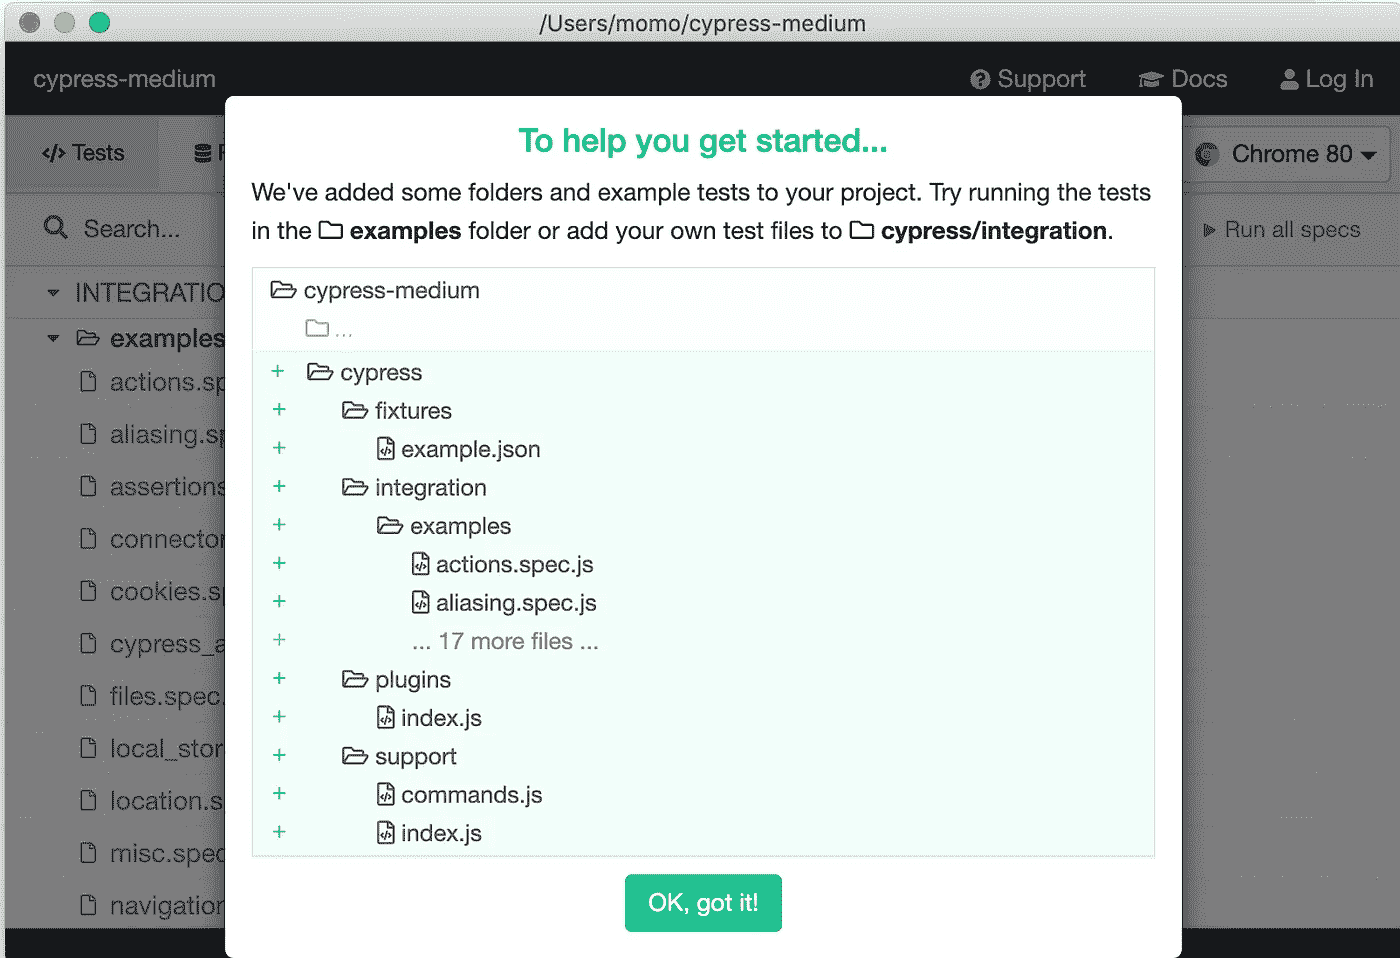 /Users/momo/cypress-medium
cypress-medium
Support
Docs
Log In
</> Tests
Chrome 80
Search...
Run all specs
INTEGRATIO
examples
actions.sp
aliasing.sp
assertions
connector
cookies.sp
cypress_a
files.spec.
local_stor
location.s
misc.spec
navigation
To help you get started...
We've added some folders and example tests to your project. Try running the tests
in the examples folder or add your own test files to cypress/integration.
cypress-medium
...
+ cypress
+ fixtures
+ example.json
+ integration
+ examples
+ actions.spec.js
+ aliasing.spec.js
+ ... 17 more files ...
+ plugins
+ index.js
+ support
+ commands.js
+ index.js
OK, got it!